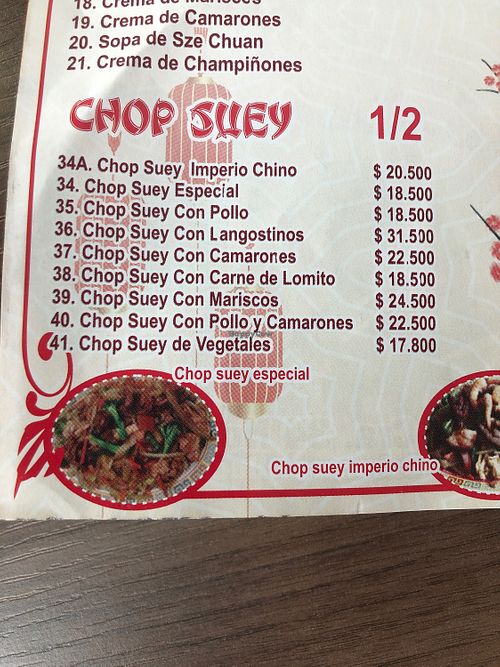 18. Crema de Mariscos
19. Crema de Camarones
20. Sopa de Sze Chuan
21. Crema de Champiñones
CHOP SUEY 1/2
34A. Chop Suey Imperio Chino $ 20.500
34. Chop Suey Especial $ 18.500
35. Chop Suey Con Pollo $ 18.500
36. Chop Suey Con Langostinos $ 31.500
37. Chop Suey Con Camarones $ 22.500
38. Chop Suey Con Carne de Lomito $ 18.500
39. Chop Suey Con Mariscos $ 24.500
40. Chop Suey Con Pollo y Camarones $ 22.500
41. Chop Suey de Vegetales $ 17.800
Chop suey especial
Chop suey imperio chino